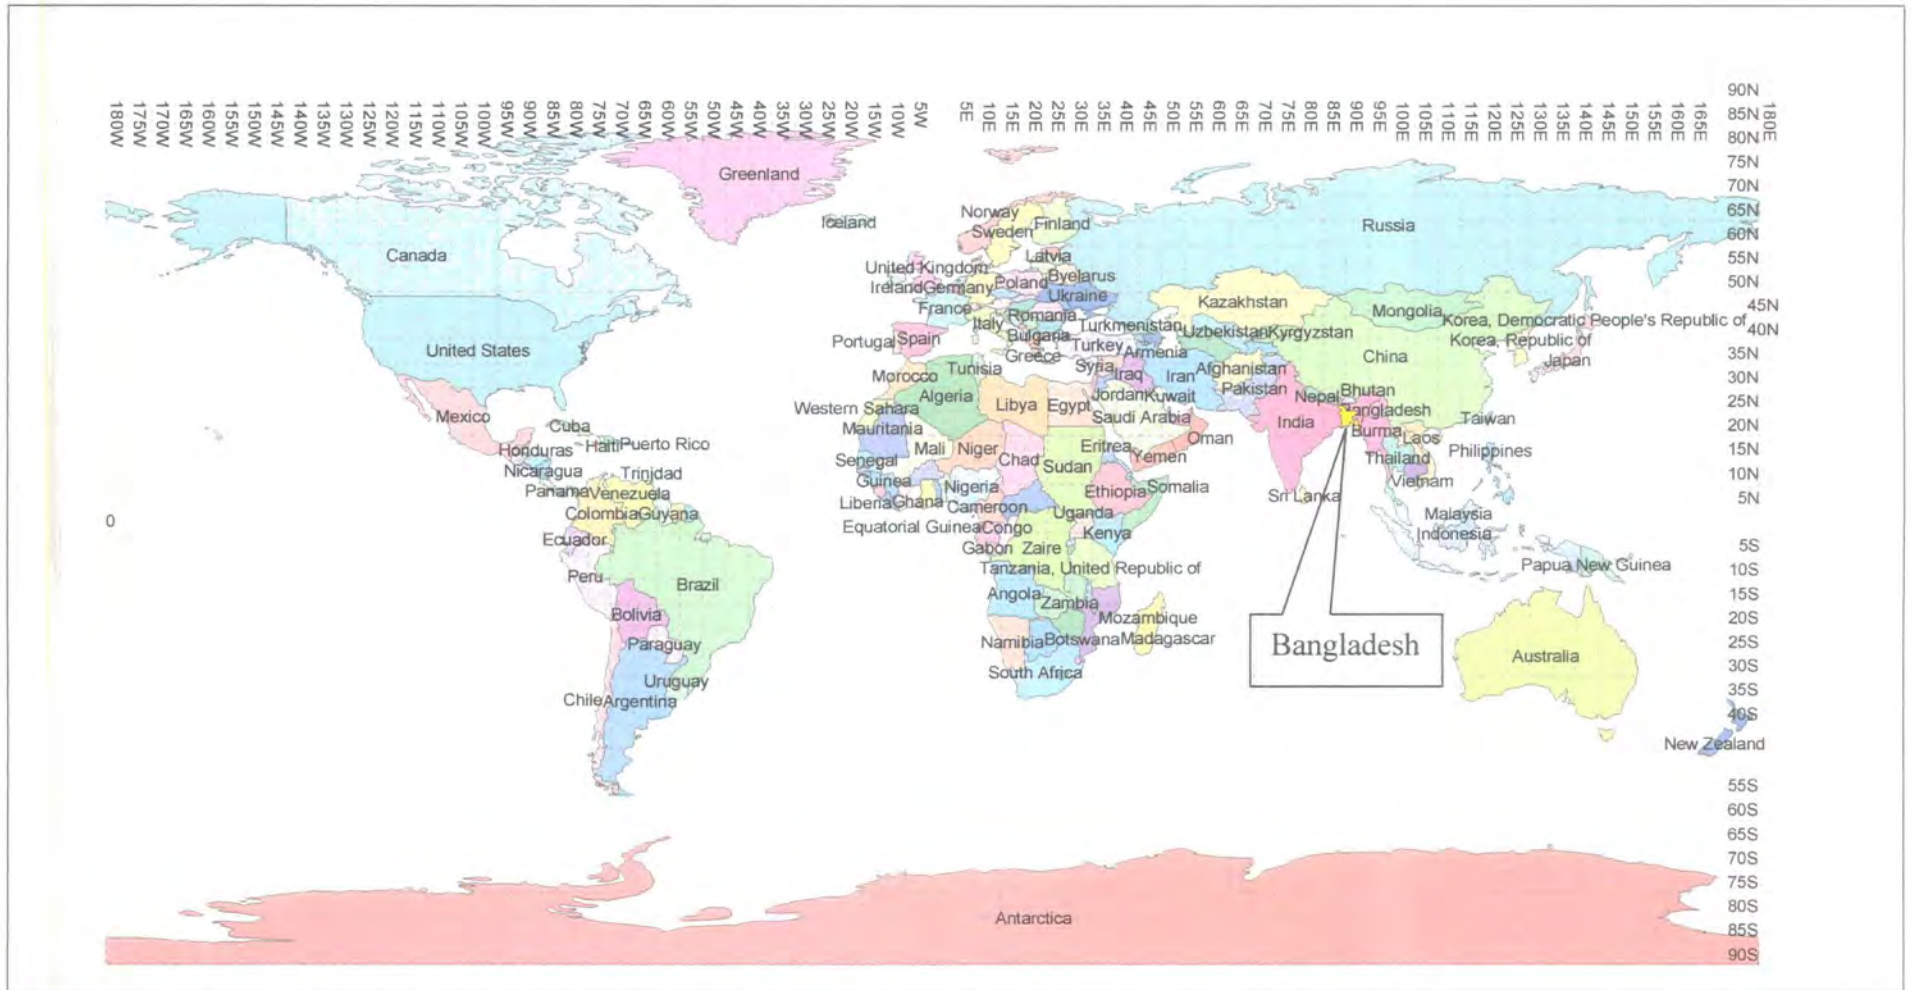 180W 175W 165W 160W 155W 150W 145W 140W 135W 130W 125W 120W 115W 110W 105W 100W 95W 90W 85W 80W 75W 70W 65W 60W 55W 50W 45W 40W 35W 30W 25W 20W 15W 10W 5W 5E 10E 15E 20E 25E 30E 35E 40E 45E 50E 55E 60E 65E 70E 75E 80E 85E 90E 95E 100E 105E 110E 115E 120E 125E 130E 135E 140E 145E 150E 155E 160E 165E 180E
90N
85N
80N
75N
70N
65N
60N
55N
50N
45N
40N
35N
30N
25N
20N
15N
10N
5N
0
5S
10S
15S
20S
25S
30S
35S
40S
55S
60S
65S
70S
75S
80S
85S
90S
Greenland
Iceland
Norway
Sweden
Finland
Russia
Canada
Latvia
United Kingdom
Ireland
Germany
Poland
Byelarus
Ukraine
Kazakhstan
Mongolia
France
Italy
Romania
Bulgaria
Turkmenistan
Uzbekistan
Kyrgyzstan
Korea, Democratic People's Republic of
Korea, Republic of
Japan
Portugal
Spain
Greece
Turkey
Armenia
China
United States
Morocco
Tunisia
Syria
Iraq
Iran
Afghanistan
Pakistan
Nepal
Bhutan
Algeria
Libya
Egypt
Jordan
Kuwait
Western Sahara
Saudi Arabia
India
Bangladesh
Taiwan
Mexico
Cuba
Mauritania
Mali
Niger
Chad
Sudan
Eritrea
Oman
Yemen
Burma
Laos
Honduras
Haiti
Puerto Rico
Nicaragua
Trinidad
Senegal
Guinea
Nigeria
Ethiopia
Somalia
Thailand
Vietnam
Philippines
Panama
Venezuela
Liberia
Ghana
Cameroon
Sri Lanka
Colombia
Guyana
Uganda
Malaysia
Equatorial Guinea
Congo
Kenya
Indonesia
Ecuador
Gabon
Zaire
Peru
Brazil
Tanzania, United Republic of
Papua New Guinea
Angola
Zambia
Bolivia
Mozambique
Paraguay
Namibia
Botswana
Madagascar
Bangladesh
Australia
South Africa
Uruguay
Chile
Argentina
New Zealand
Antarctica